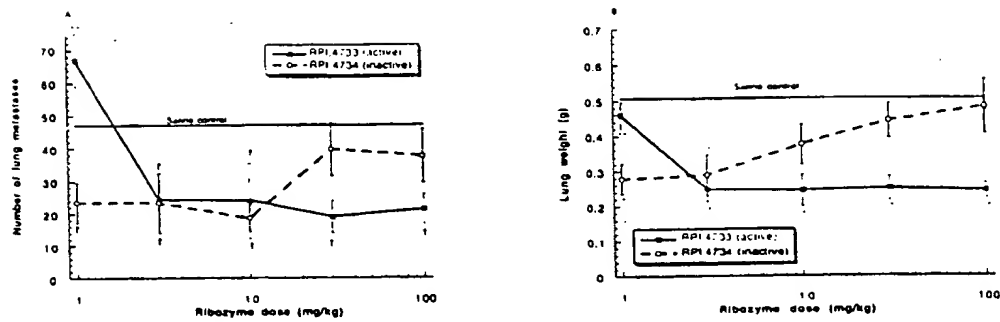 A
70
60
50
40
30
20
10
0
Number of lung metastases
RPI.4733 (active)
RPI.4734 (inactive)
Saline control
1
10
100
Ribozyme dose (mg/kg)
B
0.7
0.6
0.5
0.4
0.3
0.2
0.1
0
Lung weight (g)
Saline control
RPI.4733 (active)
RPI.4734 (inactive)
1
10
100
Ribozyme dose (mg/kg)